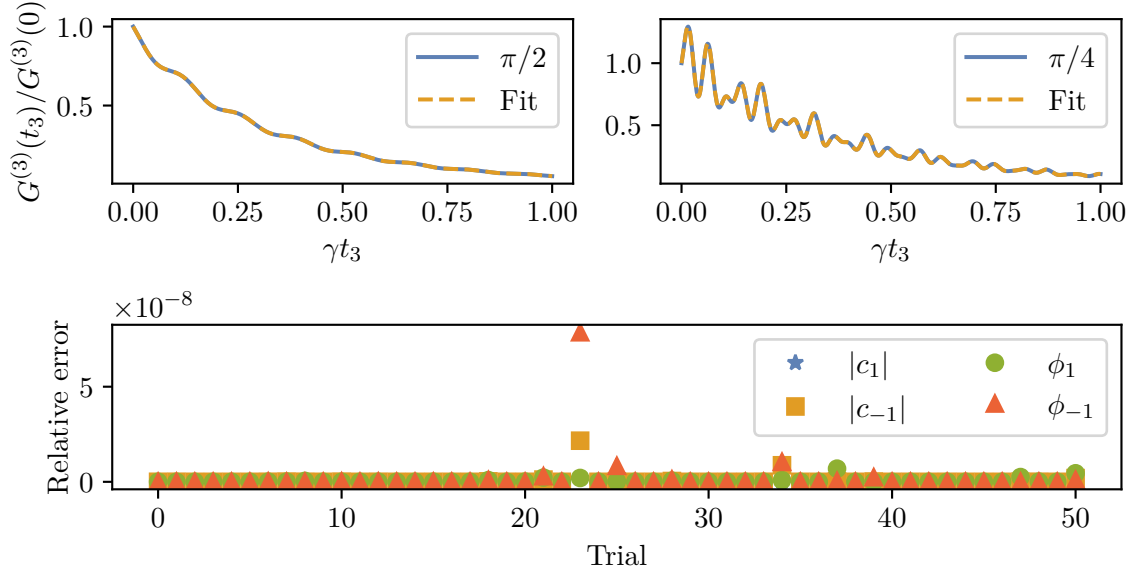 G^{(3)}(t_3)/G^{(3)}(0)
1.0
0.5
π/2
Fit
0.00 0.25 0.50 0.75 1.00
γt_3
1.0
0.5
π/4
Fit
0.00 0.25 0.50 0.75 1.00
γt_3
×10^{−8}
Relative error
5
0
|c_1| ϕ_1
|c_{−1}| ϕ_{−1}
0 10 20 30 40 50
Trial